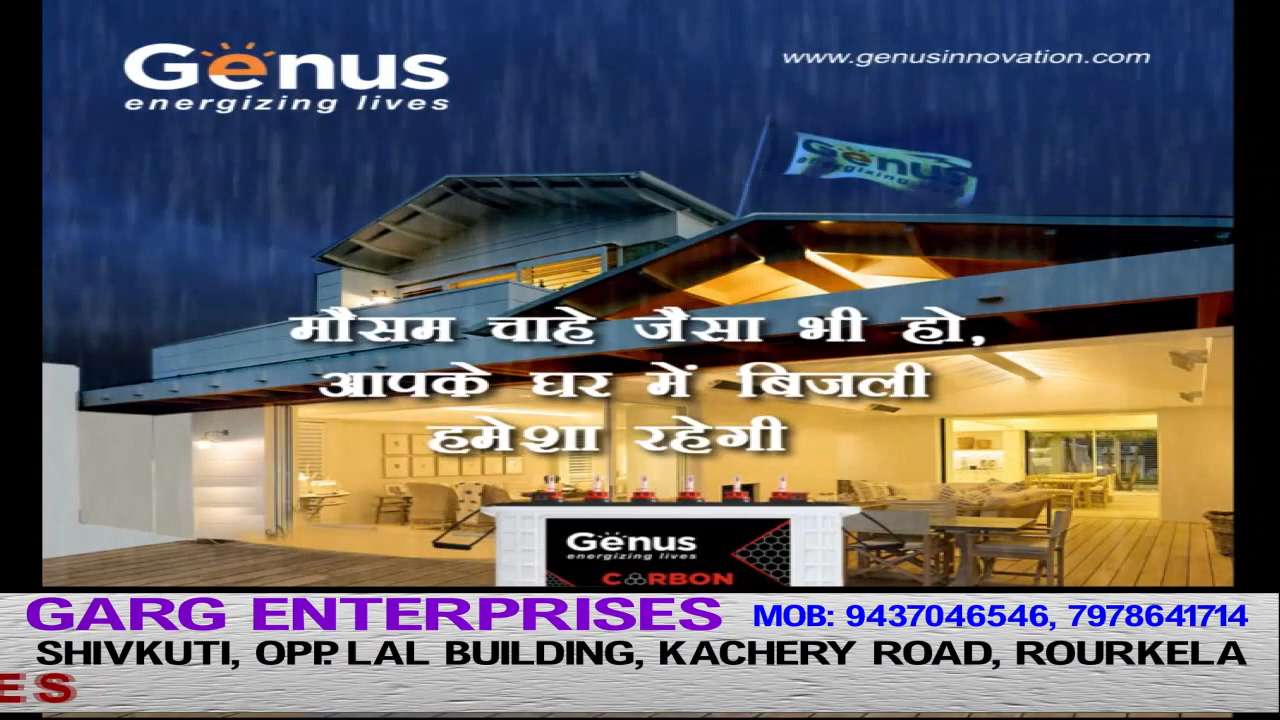 Genus
energizing lives
www.genusinnovation.com
Genus
मौसम चाहे जैसा भी हो,
आपके घर में बिजली
हमेशा रहेगी
Genus
energizing lives
CARBON
GARG ENTERPRISES MOB: 9437046546, 7978641714
SHIVKUTI, OPP. LAL BUILDING, KACHERY ROAD, ROURKELA
ES